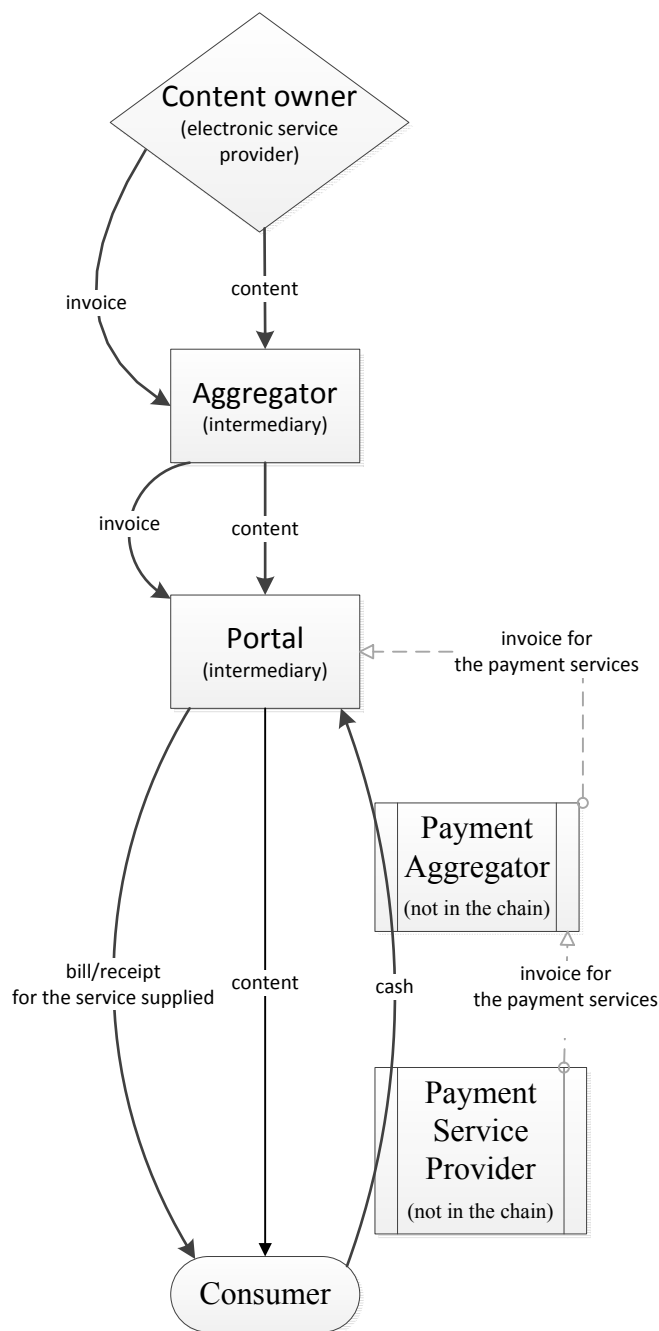 Content owner
(electronic service
provider)
invoice
content
Aggregator
(intermediary)
invoice
content
Portal
(intermediary)
invoice for
the payment services
Payment
Aggregator
(not in the chain)
bill/receipt
for the service supplied
content
cash
invoice for
the payment services
Payment
Service
Provider
(not in the chain)
Consumer